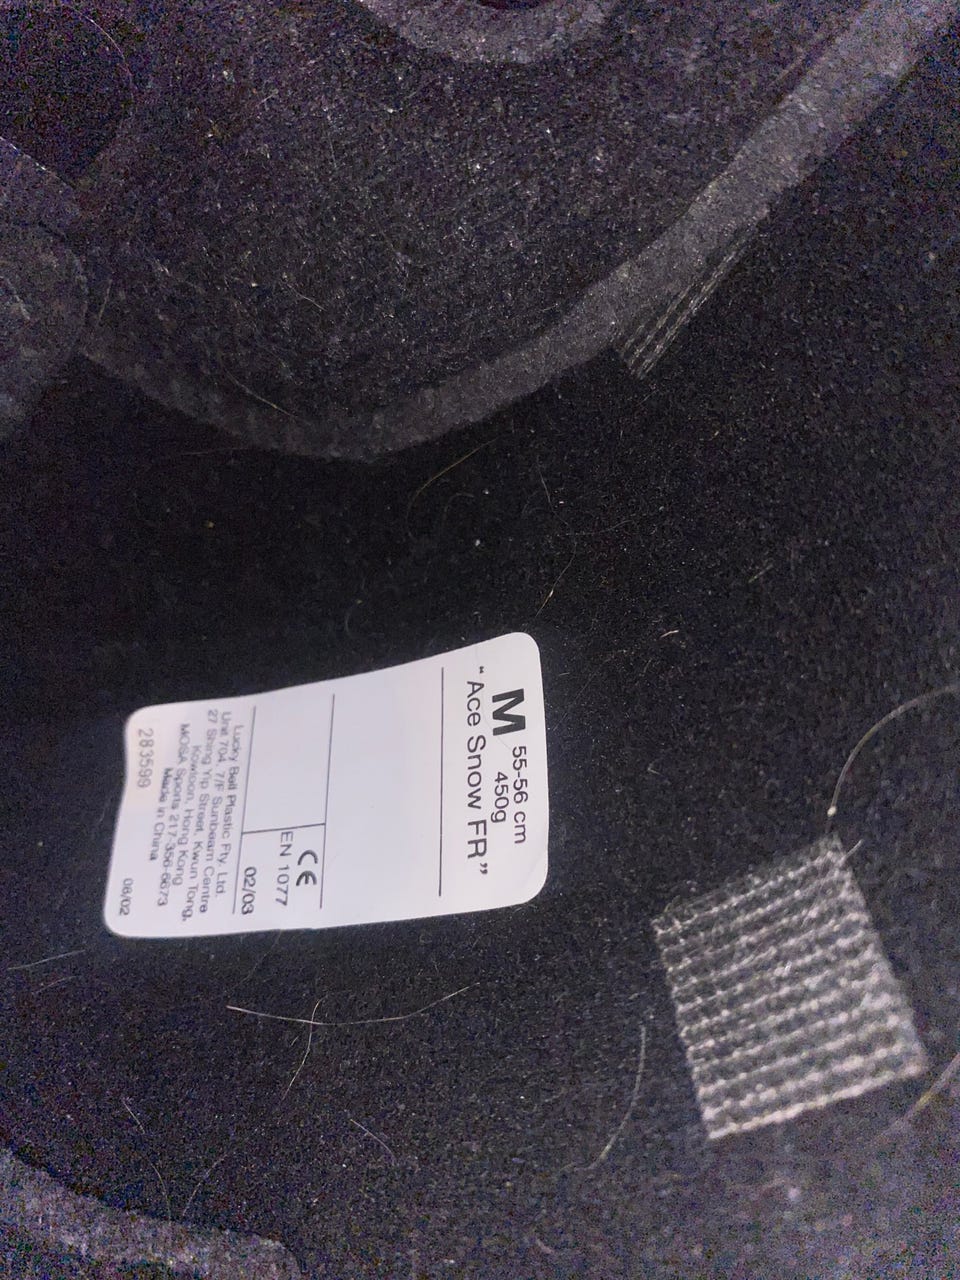 M 55-56 cm
450g
“Ace Snow FR”
CE
EN 1077
02/03
Lucky Bell Plastic Fty. Ltd.
Unit 704, 7/F Sunbeam Centre
27 Shing Yip Street, Kwun Tong,
Kowloon, Hong Kong
MOSA Sports 217-356-6673
Made in China
283599
06/02